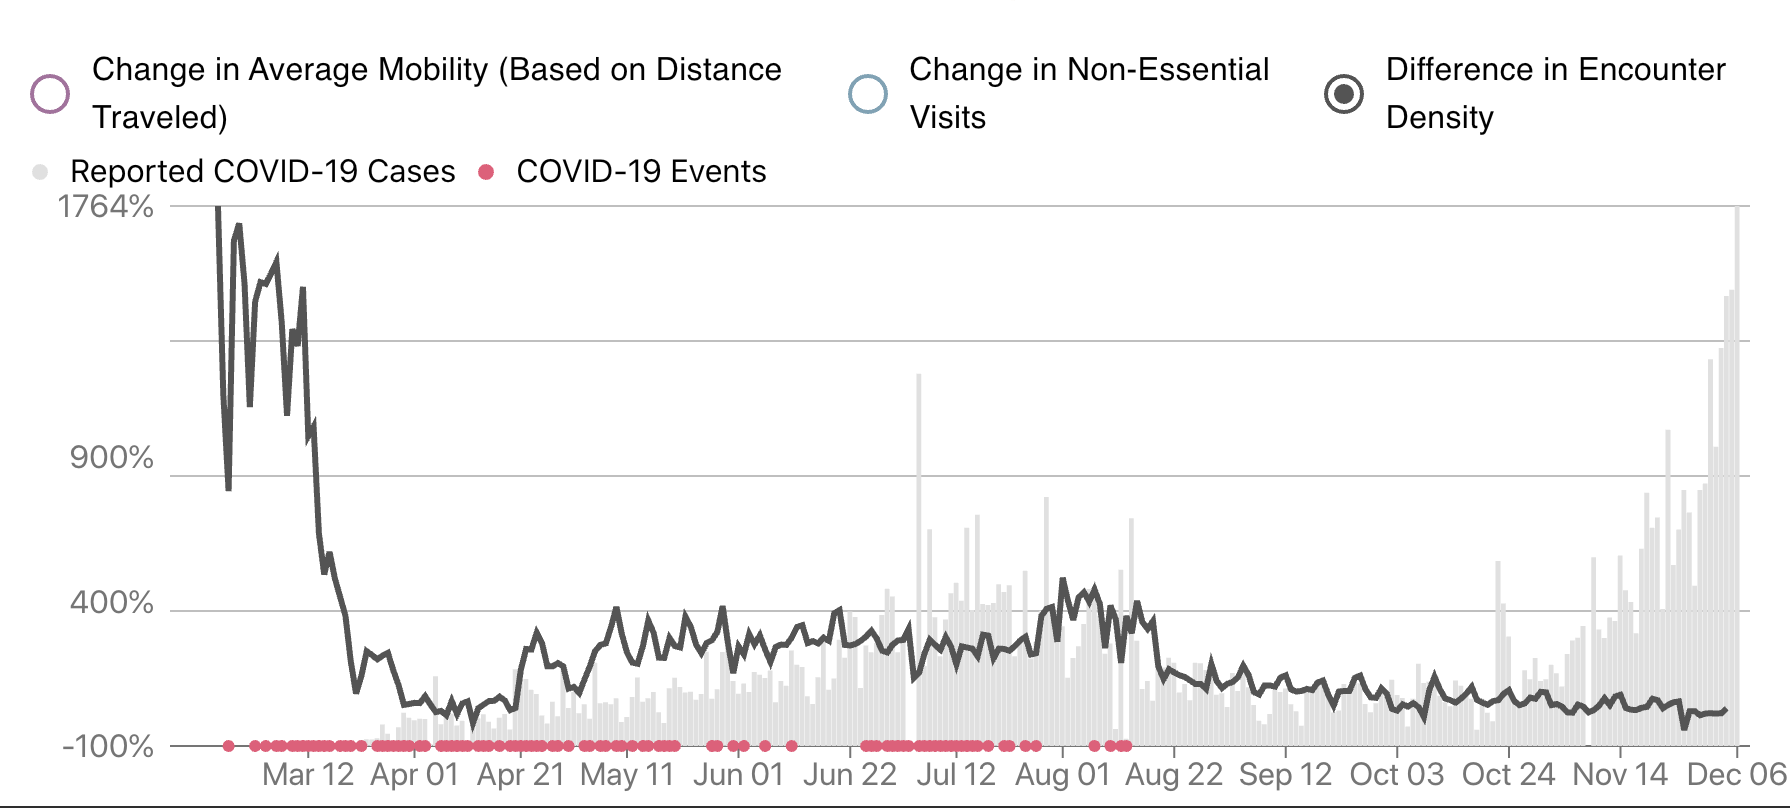 Change in Average Mobility (Based on Distance Traveled)
Change in Non-Essential Visits
Difference in Encounter Density
Reported COVID-19 Cases
COVID-19 Events
1764%
900%
400%
-100%
Mar 12 Apr 01 Apr 21 May 11 Jun 01 Jun 22 Jul 12 Aug 01 Aug 22 Sep 12 Oct 03 Oct 24 Nov 14 Dec 06